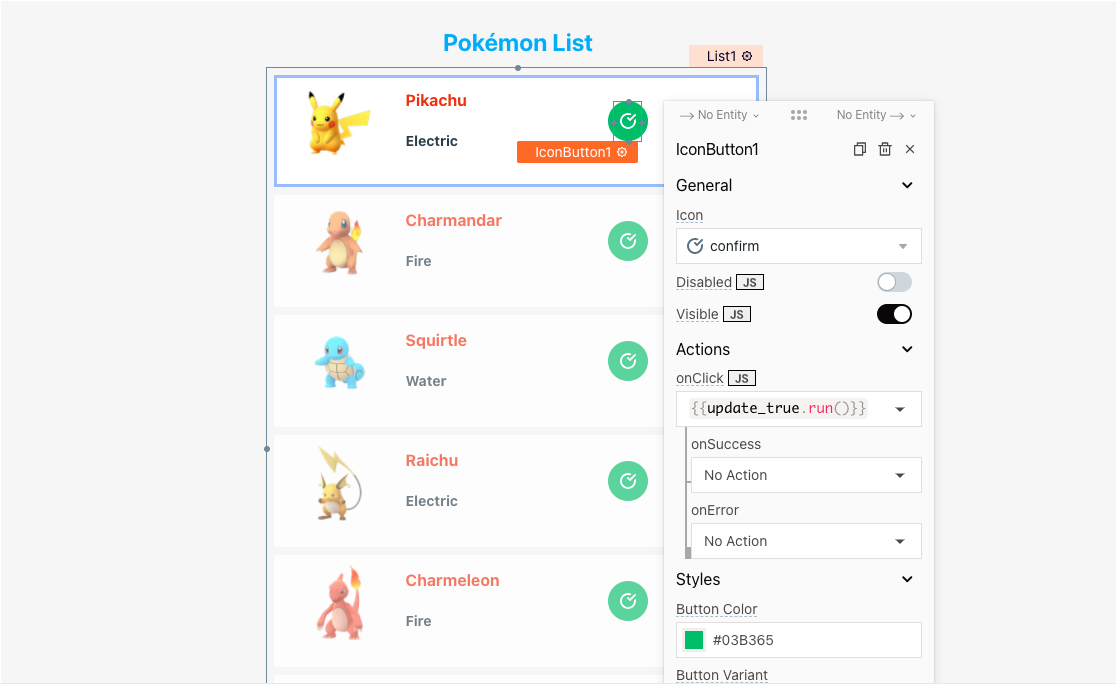 Pokémon List
List1
Pikachu
Electric
IconButton1
Charmandar
Fire
Squirtle
Water
Raichu
Electric
Charmeleon
Fire
No Entity
No Entity
IconButton1
General
Icon
confirm
Disabled JS
Visible JS
Actions
onClick JS
{{update_true.run()}}
onSuccess
No Action
onError
No Action
Styles
Button Color
#03B365
Button Variant